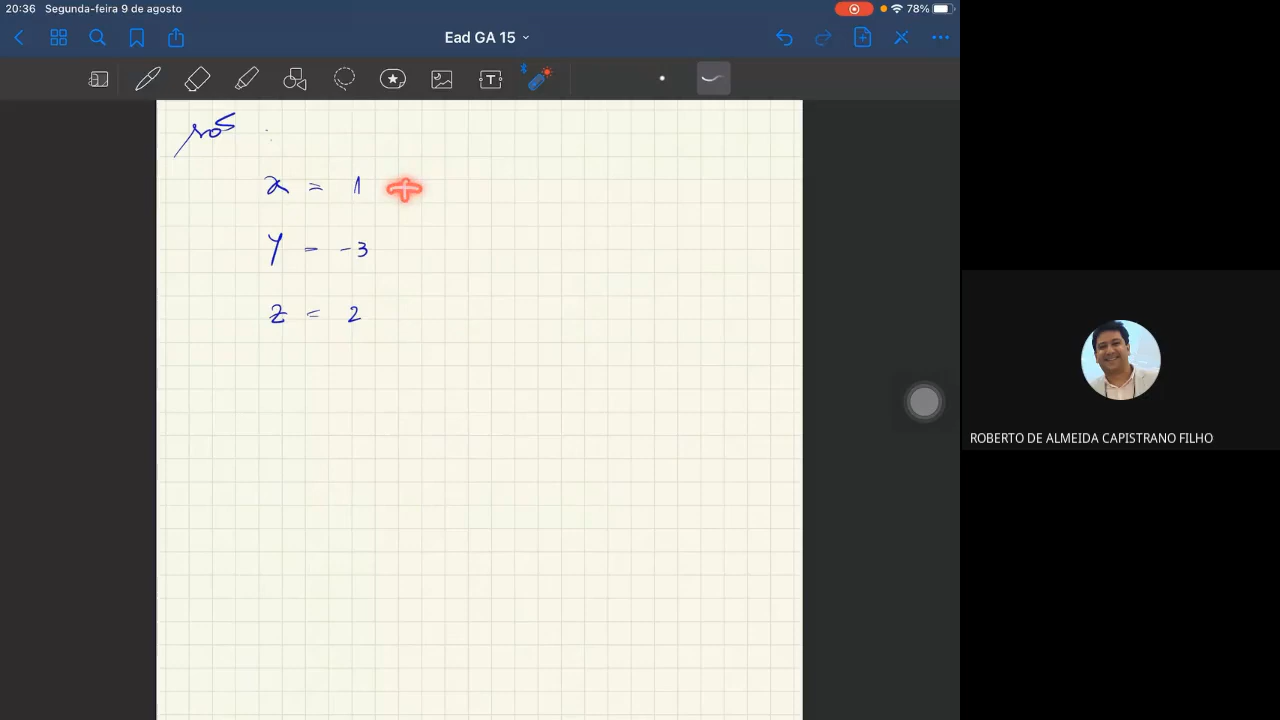 20:36 Segunda-feira 9 de agosto
78%
Ead GA 15
T
r∩s :
x = 1 +
y = -3
z = 2
ROBERTO DE ALMEIDA CAPISTRANO FILHO